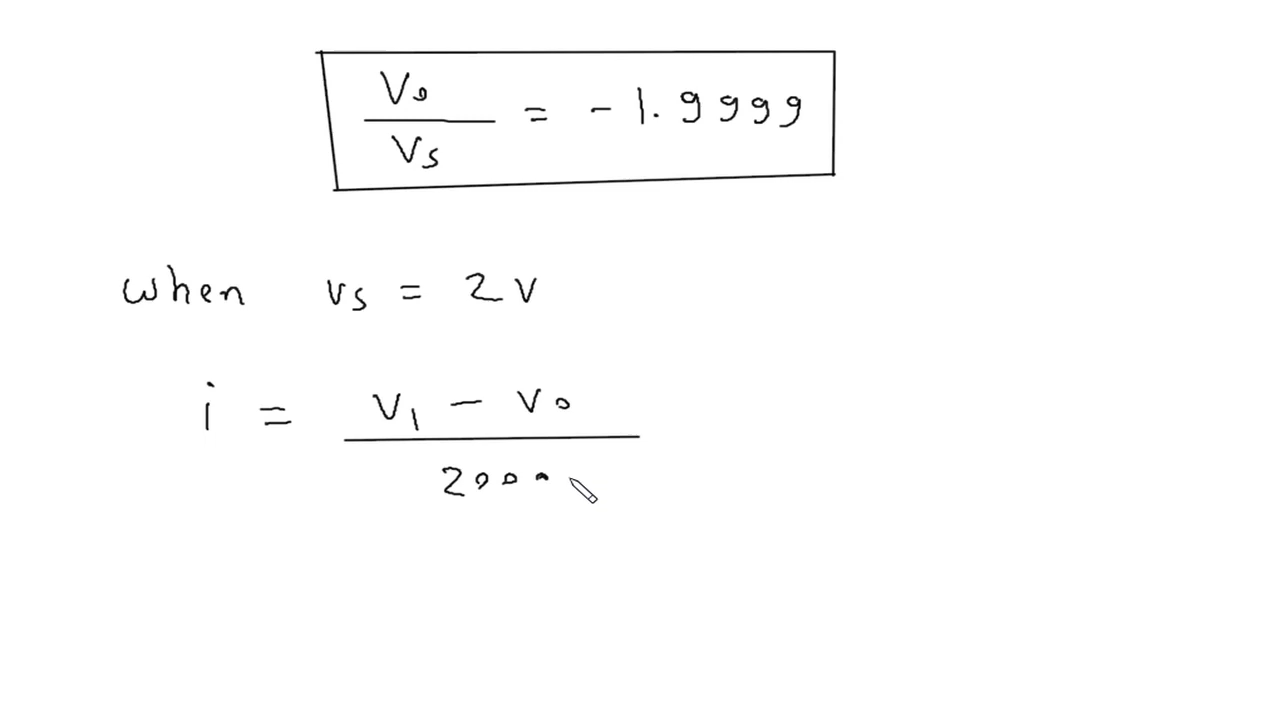 Vo/Vs = - 1.9999
when vs = 2v
i = V1 - Vo / 2000